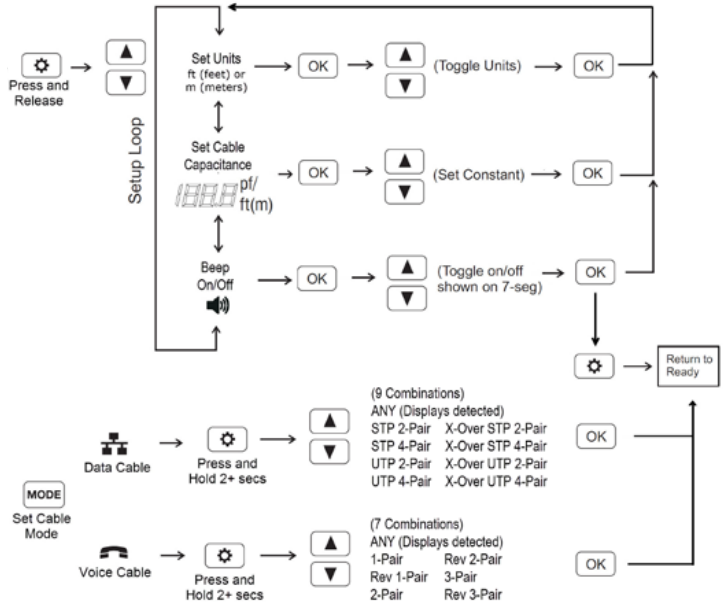 Press and
Release
Setup Loop
Set Units
ft (feet) or
m (meters)
OK
(Toggle Units)
OK
Set Cable
Capacitance
188.8 pf/
ft(m)
OK
(Set Constant)
OK
Beep
On/Off
OK
(Toggle on/off
shown on 7-seg)
OK
Return to
Ready
MODE
Set Cable
Mode
Data Cable
Press and
Hold 2+ secs
(9 Combinations)
ANY (Displays detected)
STP 2-Pair X-Over STP 2-Pair
STP 4-Pair X-Over STP 4-Pair
UTP 2-Pair X-Over UTP 2-Pair
UTP 4-Pair X-Over UTP 4-Pair
OK
Voice Cable
Press and
Hold 2+ secs
(7 Combinations)
ANY (Displays detected)
1-Pair Rev 2-Pair
Rev 1-Pair 3-Pair
2-Pair Rev 3-Pair
OK